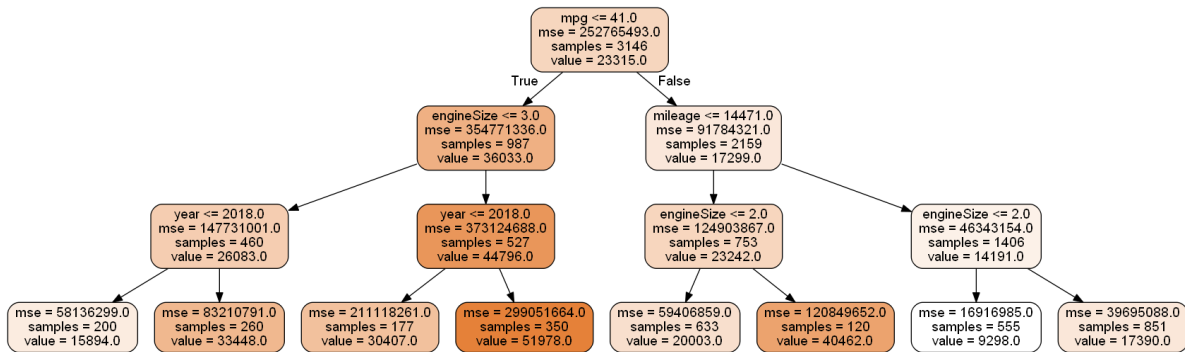 mpg <= 41.0
mse = 252765493.0
samples = 3146
value = 23315.0
True
False
engineSize <= 3.0
mse = 354771336.0
samples = 987
value = 36033.0
mileage <= 14471.0
mse = 91784321.0
samples = 2159
value = 17299.0
year <= 2018.0
mse = 147731001.0
samples = 460
value = 26083.0
year <= 2018.0
mse = 373124688.0
samples = 527
value = 44796.0
engineSize <= 2.0
mse = 124903867.0
samples = 753
value = 23242.0
engineSize <= 2.0
mse = 46343154.0
samples = 1406
value = 14191.0
mse = 58136299.0
samples = 200
value = 15894.0
mse = 83210791.0
samples = 260
value = 33448.0
mse = 211118261.0
samples = 177
value = 30407.0
mse = 299051664.0
samples = 350
value = 51978.0
mse = 59406859.0
samples = 633
value = 20003.0
mse = 120849652.0
samples = 120
value = 40462.0
mse = 16916985.0
samples = 555
value = 9298.0
mse = 39695088.0
samples = 851
value = 17390.0